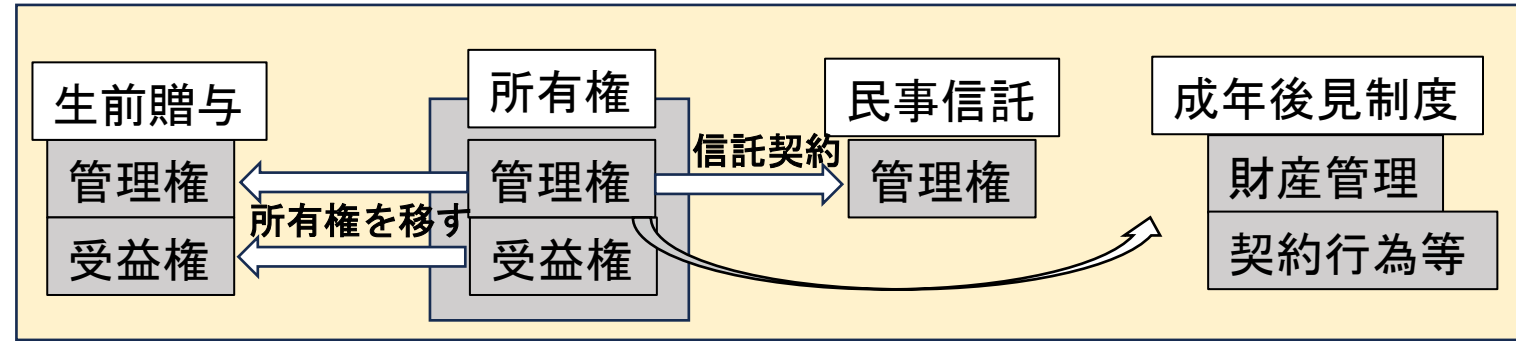 生前贈与
管理権
受益権
所有権を移す
所有権
管理権
受益権
信託契約
民事信託
管理権
成年後見制度
財産管理
契約行為等